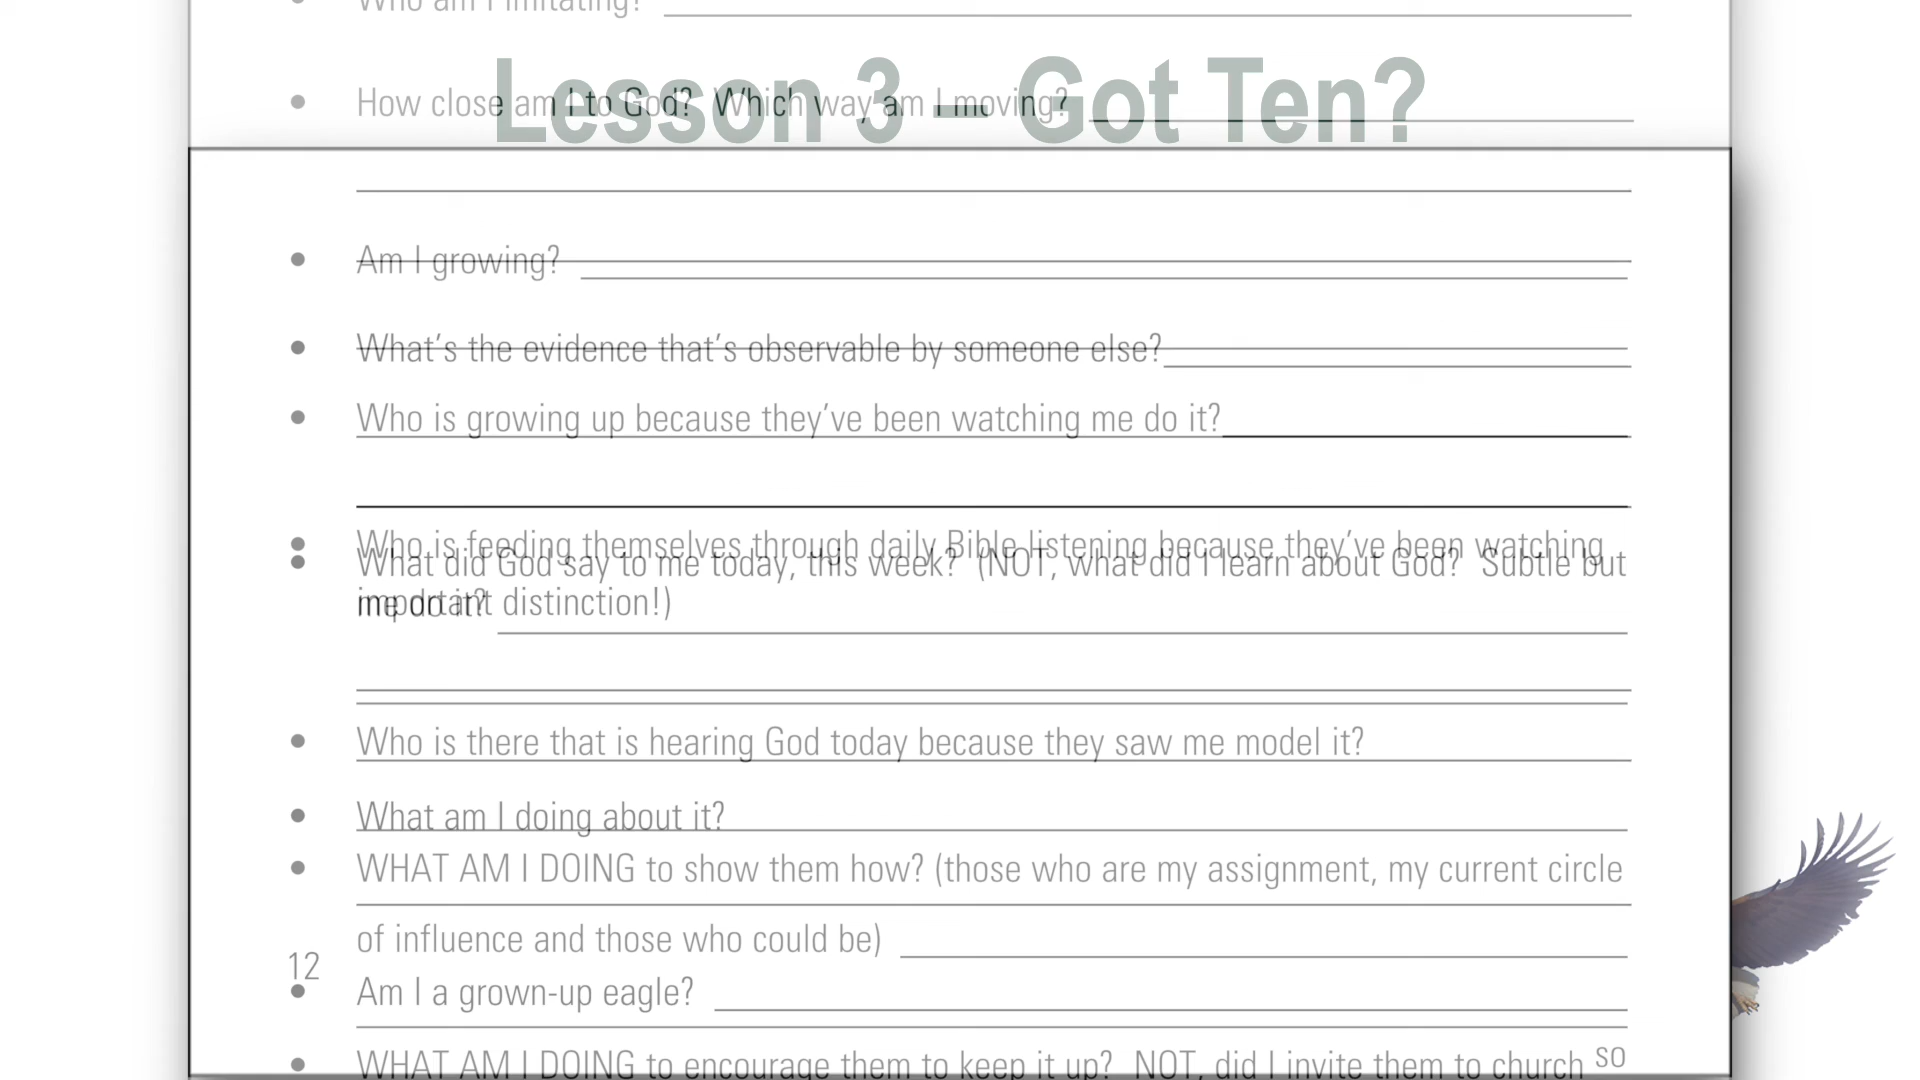 Who am I imitating?
Lesson 3 – Got Ten?
• How close am I to God? Which way am I moving?
• Am I growing?
• What's the evidence that's observable by someone else?
• Who is growing up because they've been watching me do it?
• Who is feeding themselves through daily Bible listening because they've been watching
me do it?
• What did God say to me today, this week? (NOT, what did I learn about God? Subtle but
important distinction!)
• Who is there that is hearing God today because they saw me model it?
• What am I doing about it?
• WHAT AM I DOING to show them how? (those who are my assignment, my current circle
of influence and those who could be)
12
• Am I a grown-up eagle?
• WHAT AM I DOING to encourage them to keep it up? NOT, did I invite them to church so